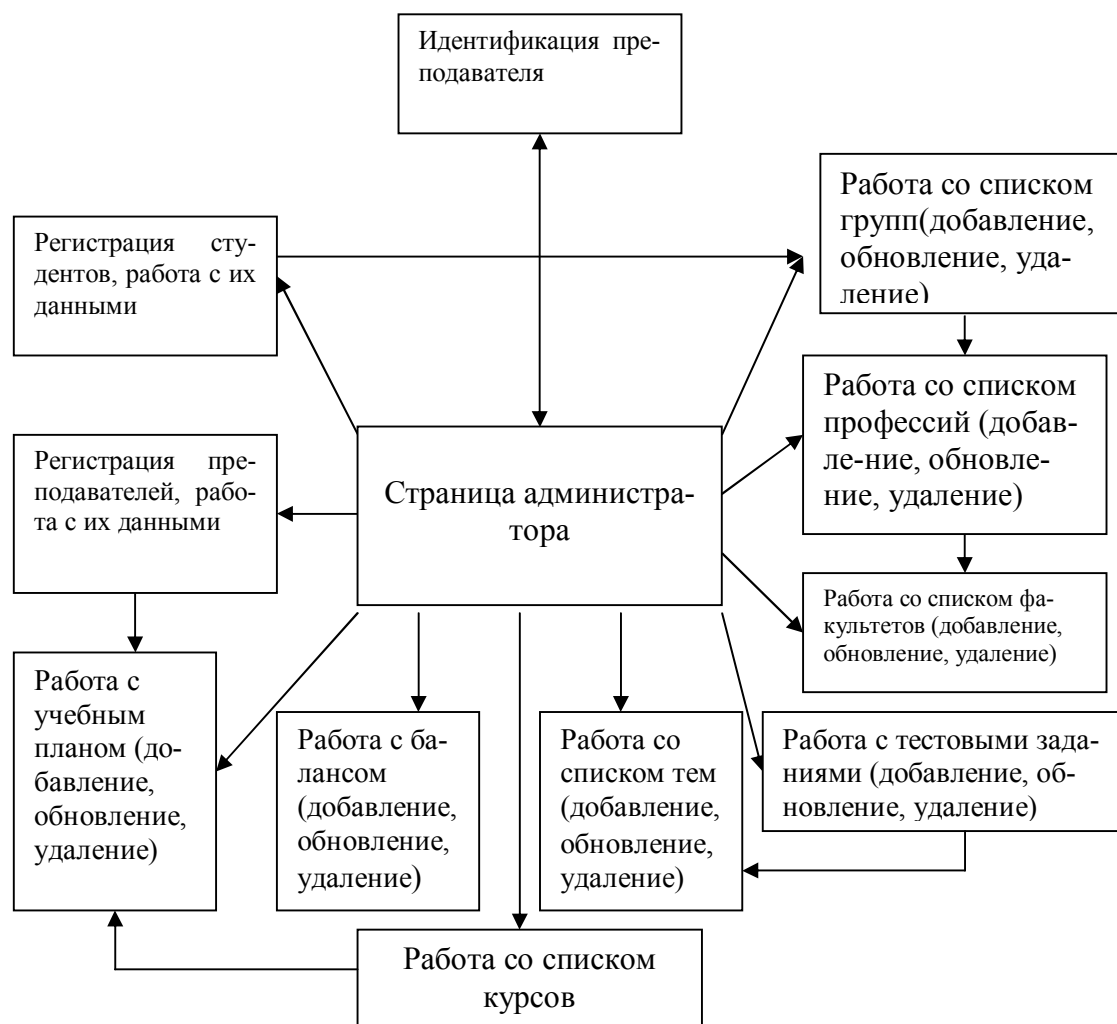 Идентификация пре-
подавателя
Работа со списком
групп(добавление,
обновление, уда-
ление)
Регистрация сту-
дентов, работа с их
данными
Работа со списком
профессий (добав-
ле-ние, обновле-
ние, удаление)
Регистрация пре-
подавателей, рабо-
та с их данными
Страница администра-
тора
Работа со списком фа-
культетов (добавление,
обновление, удаление)
Работа с
учебным
планом (до-
бавление,
обновление,
удаление)
Работа с ба-
лансом
(добавление,
обновление,
удаление)
Работа со
списком тем
(добавление,
обновление,
удаление)
Работа с тестовыми зада-
ниями (добавление, об-
новление, удаление)
Работа со списком
курсов